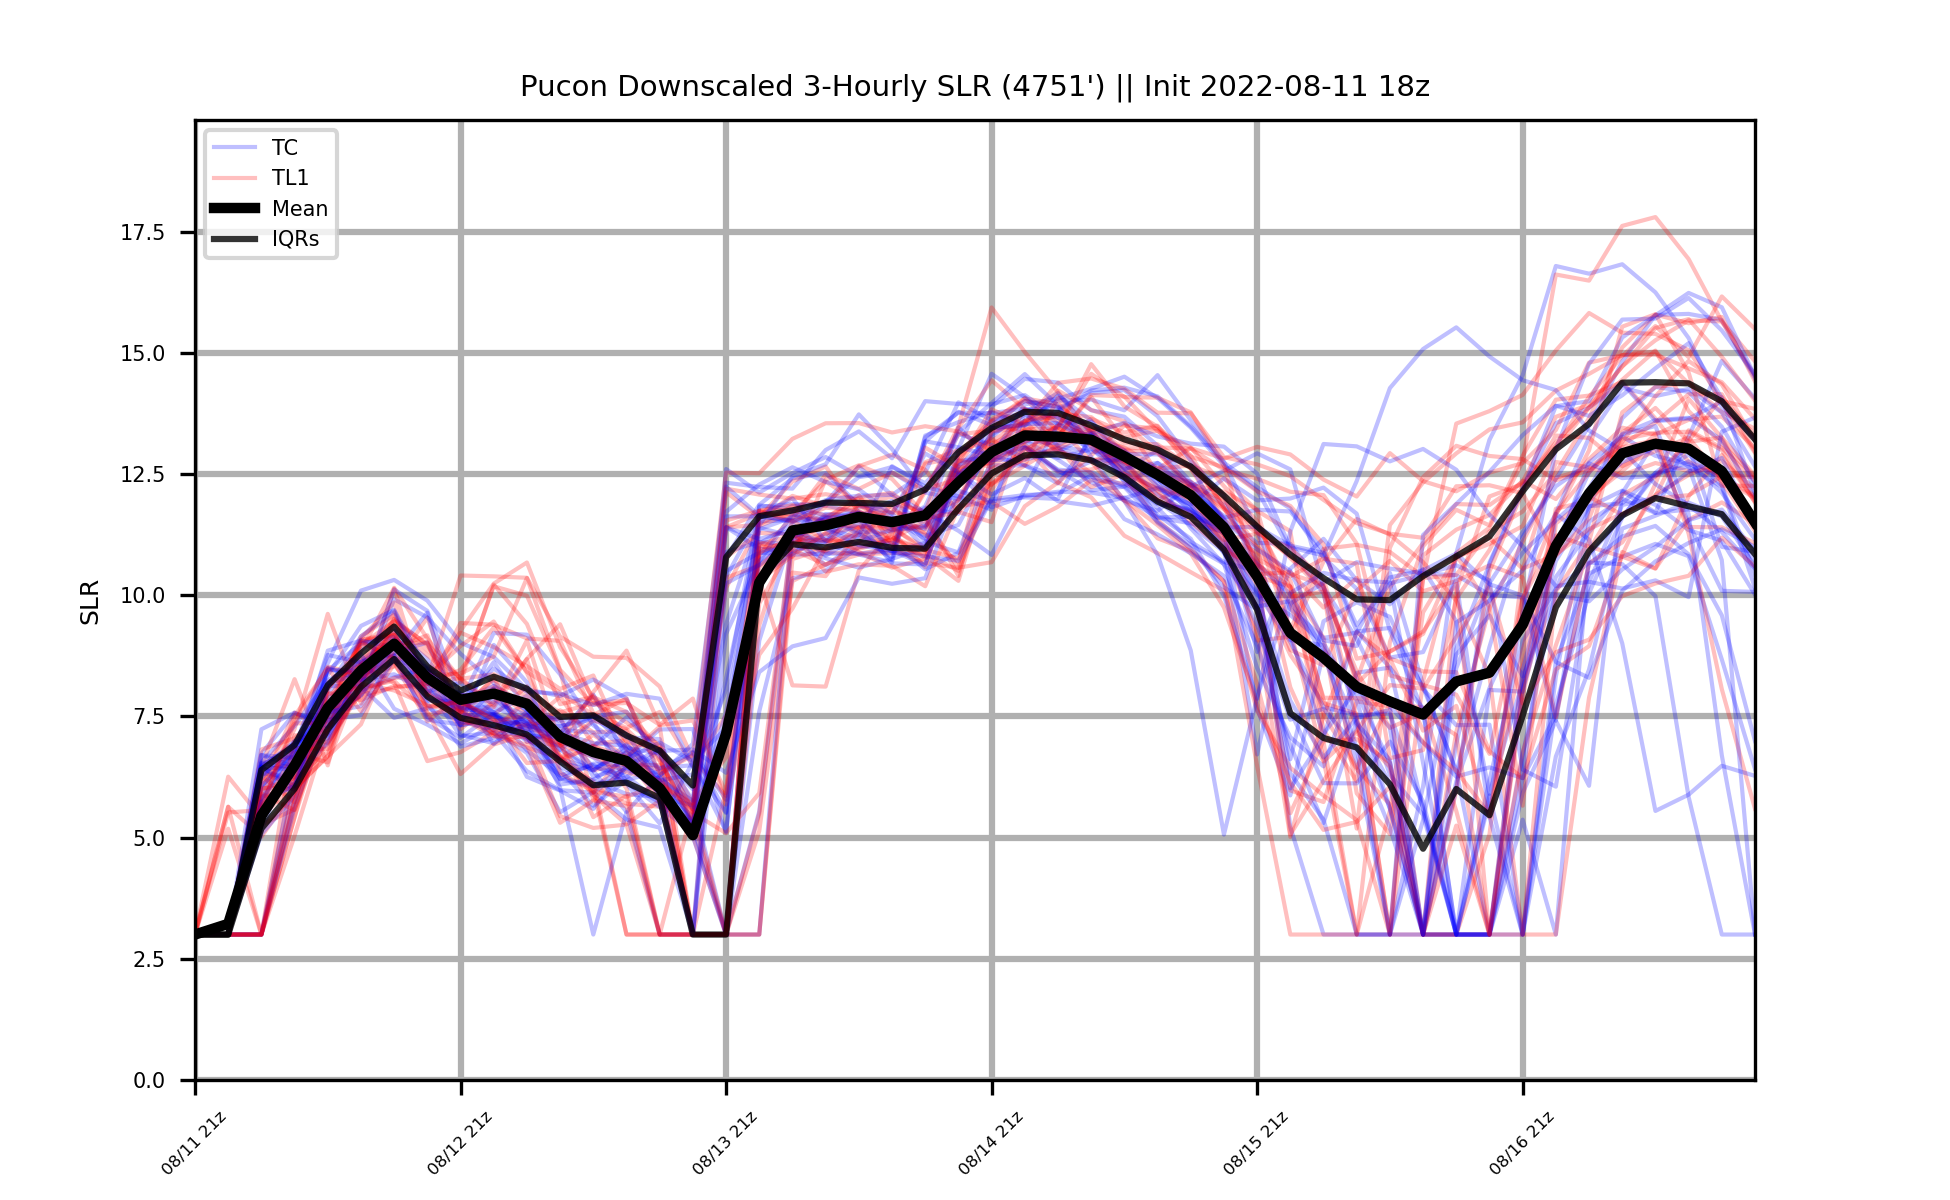 Pucon Downscaled 3-Hourly SLR (4751') || Init 2022-08-11 18z
TC
TL1
Mean
IQRs
SLR
17.5
15.0
12.5
10.0
7.5
5.0
2.5
0.0
08/11 21z
08/12 21z
08/13 21z
08/14 21z
08/15 21z
08/16 21z